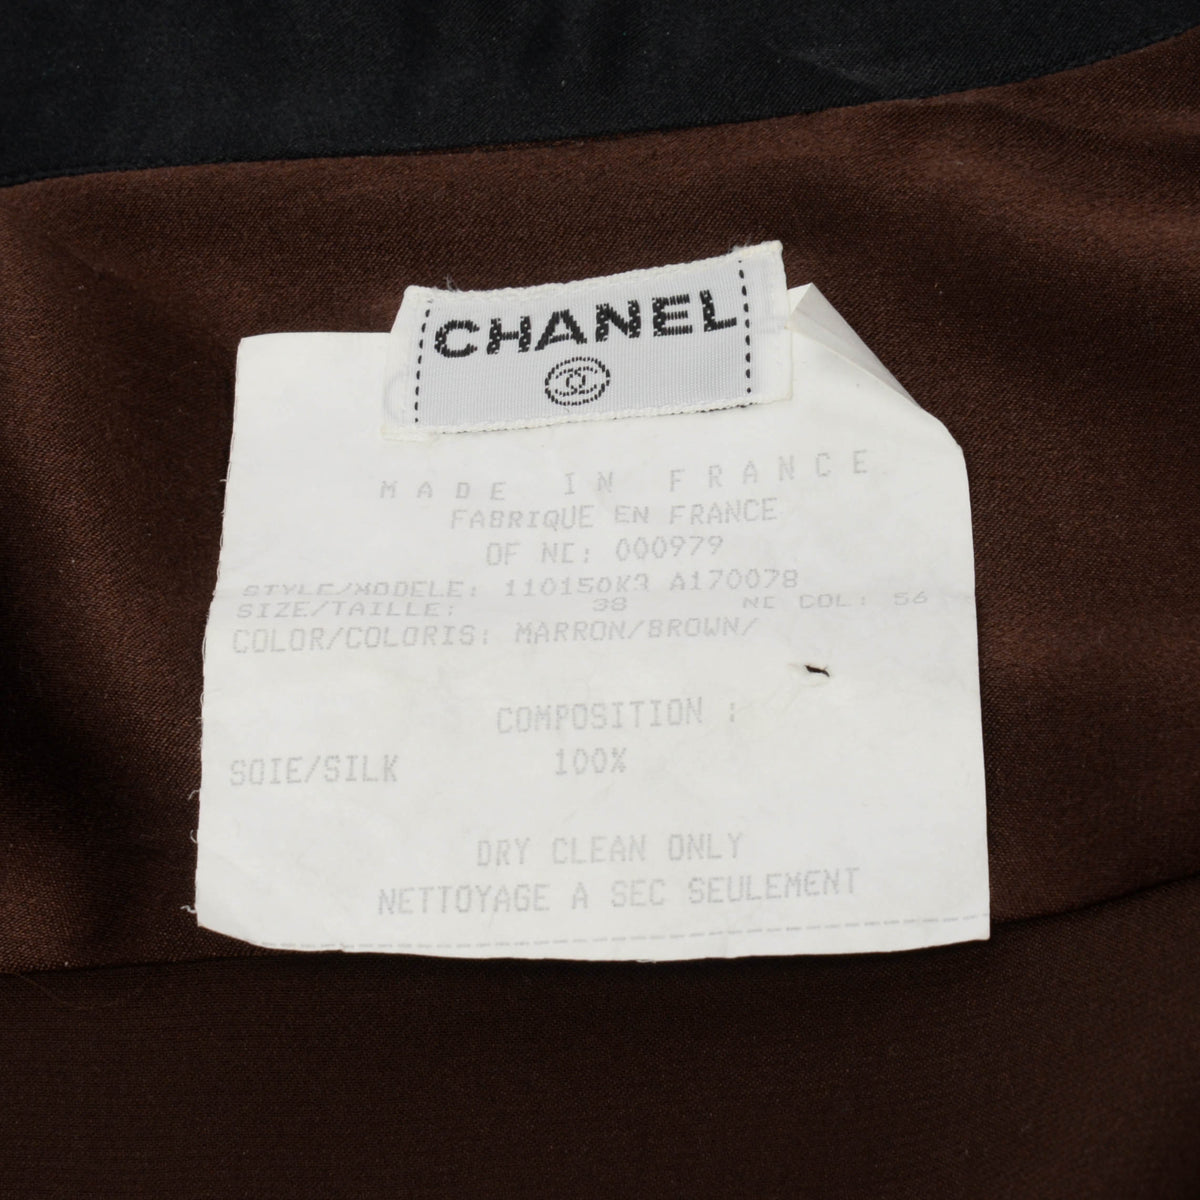 CHANEL
MADE IN FRANCE
FABRIQUE EN FRANCE
OF NC: 000979
STYLE/MODELE: 110150K3 A170078
SIZE/TAILLE: 38 NC COL: 56
COLOR/COLORIS: MARRON/BROWN/
COMPOSITION :
SOIE/SILK 100%
DRY CLEAN ONLY
NETTOYAGE A SEC SEULEMENT